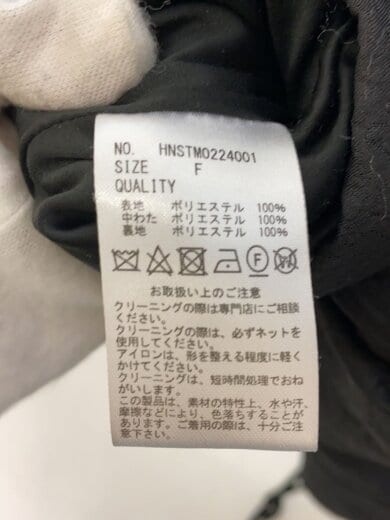 NO. HNSTM0224001
SIZE F
QUALITY
表地 ポリエステル 100%
中わた ポリエステル 100%
裏地 ポリエステル 100%
F
お取扱い上のご注意
クリーニングの際は専門店にご相談
ください。
クリーニングの際は、必ずネットを
使用してください。
アイロンは、形を整える程度に軽く
かけてください。
クリーニングは、短時間処理でおね
がいします。
この製品は、素材の特性上、水や汗、
摩擦などにより、色落ちすることが
あります。ご着用の際は、十分ご注
意下さい。